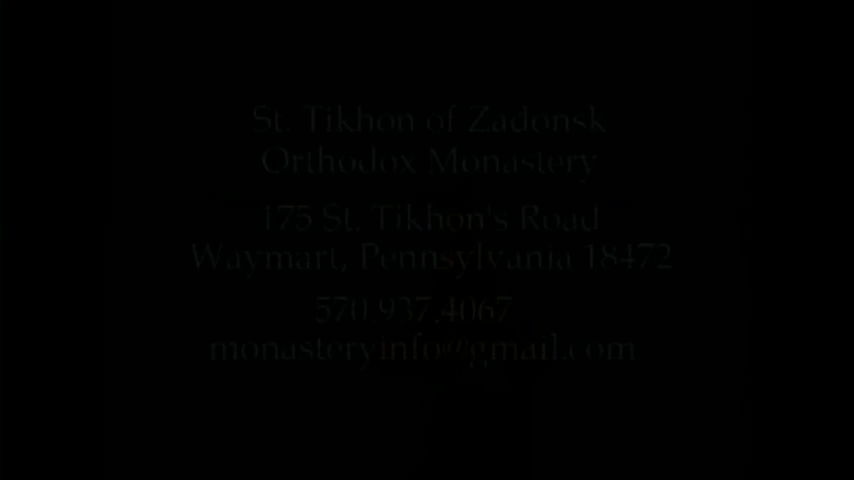 St. Tikhon of Zadonsk
Orthodox Monastery
175 St. Tikhon's Road
Waymart, Pennsylvania 18472
570.937.4067
monasteryinfo@gmail.com